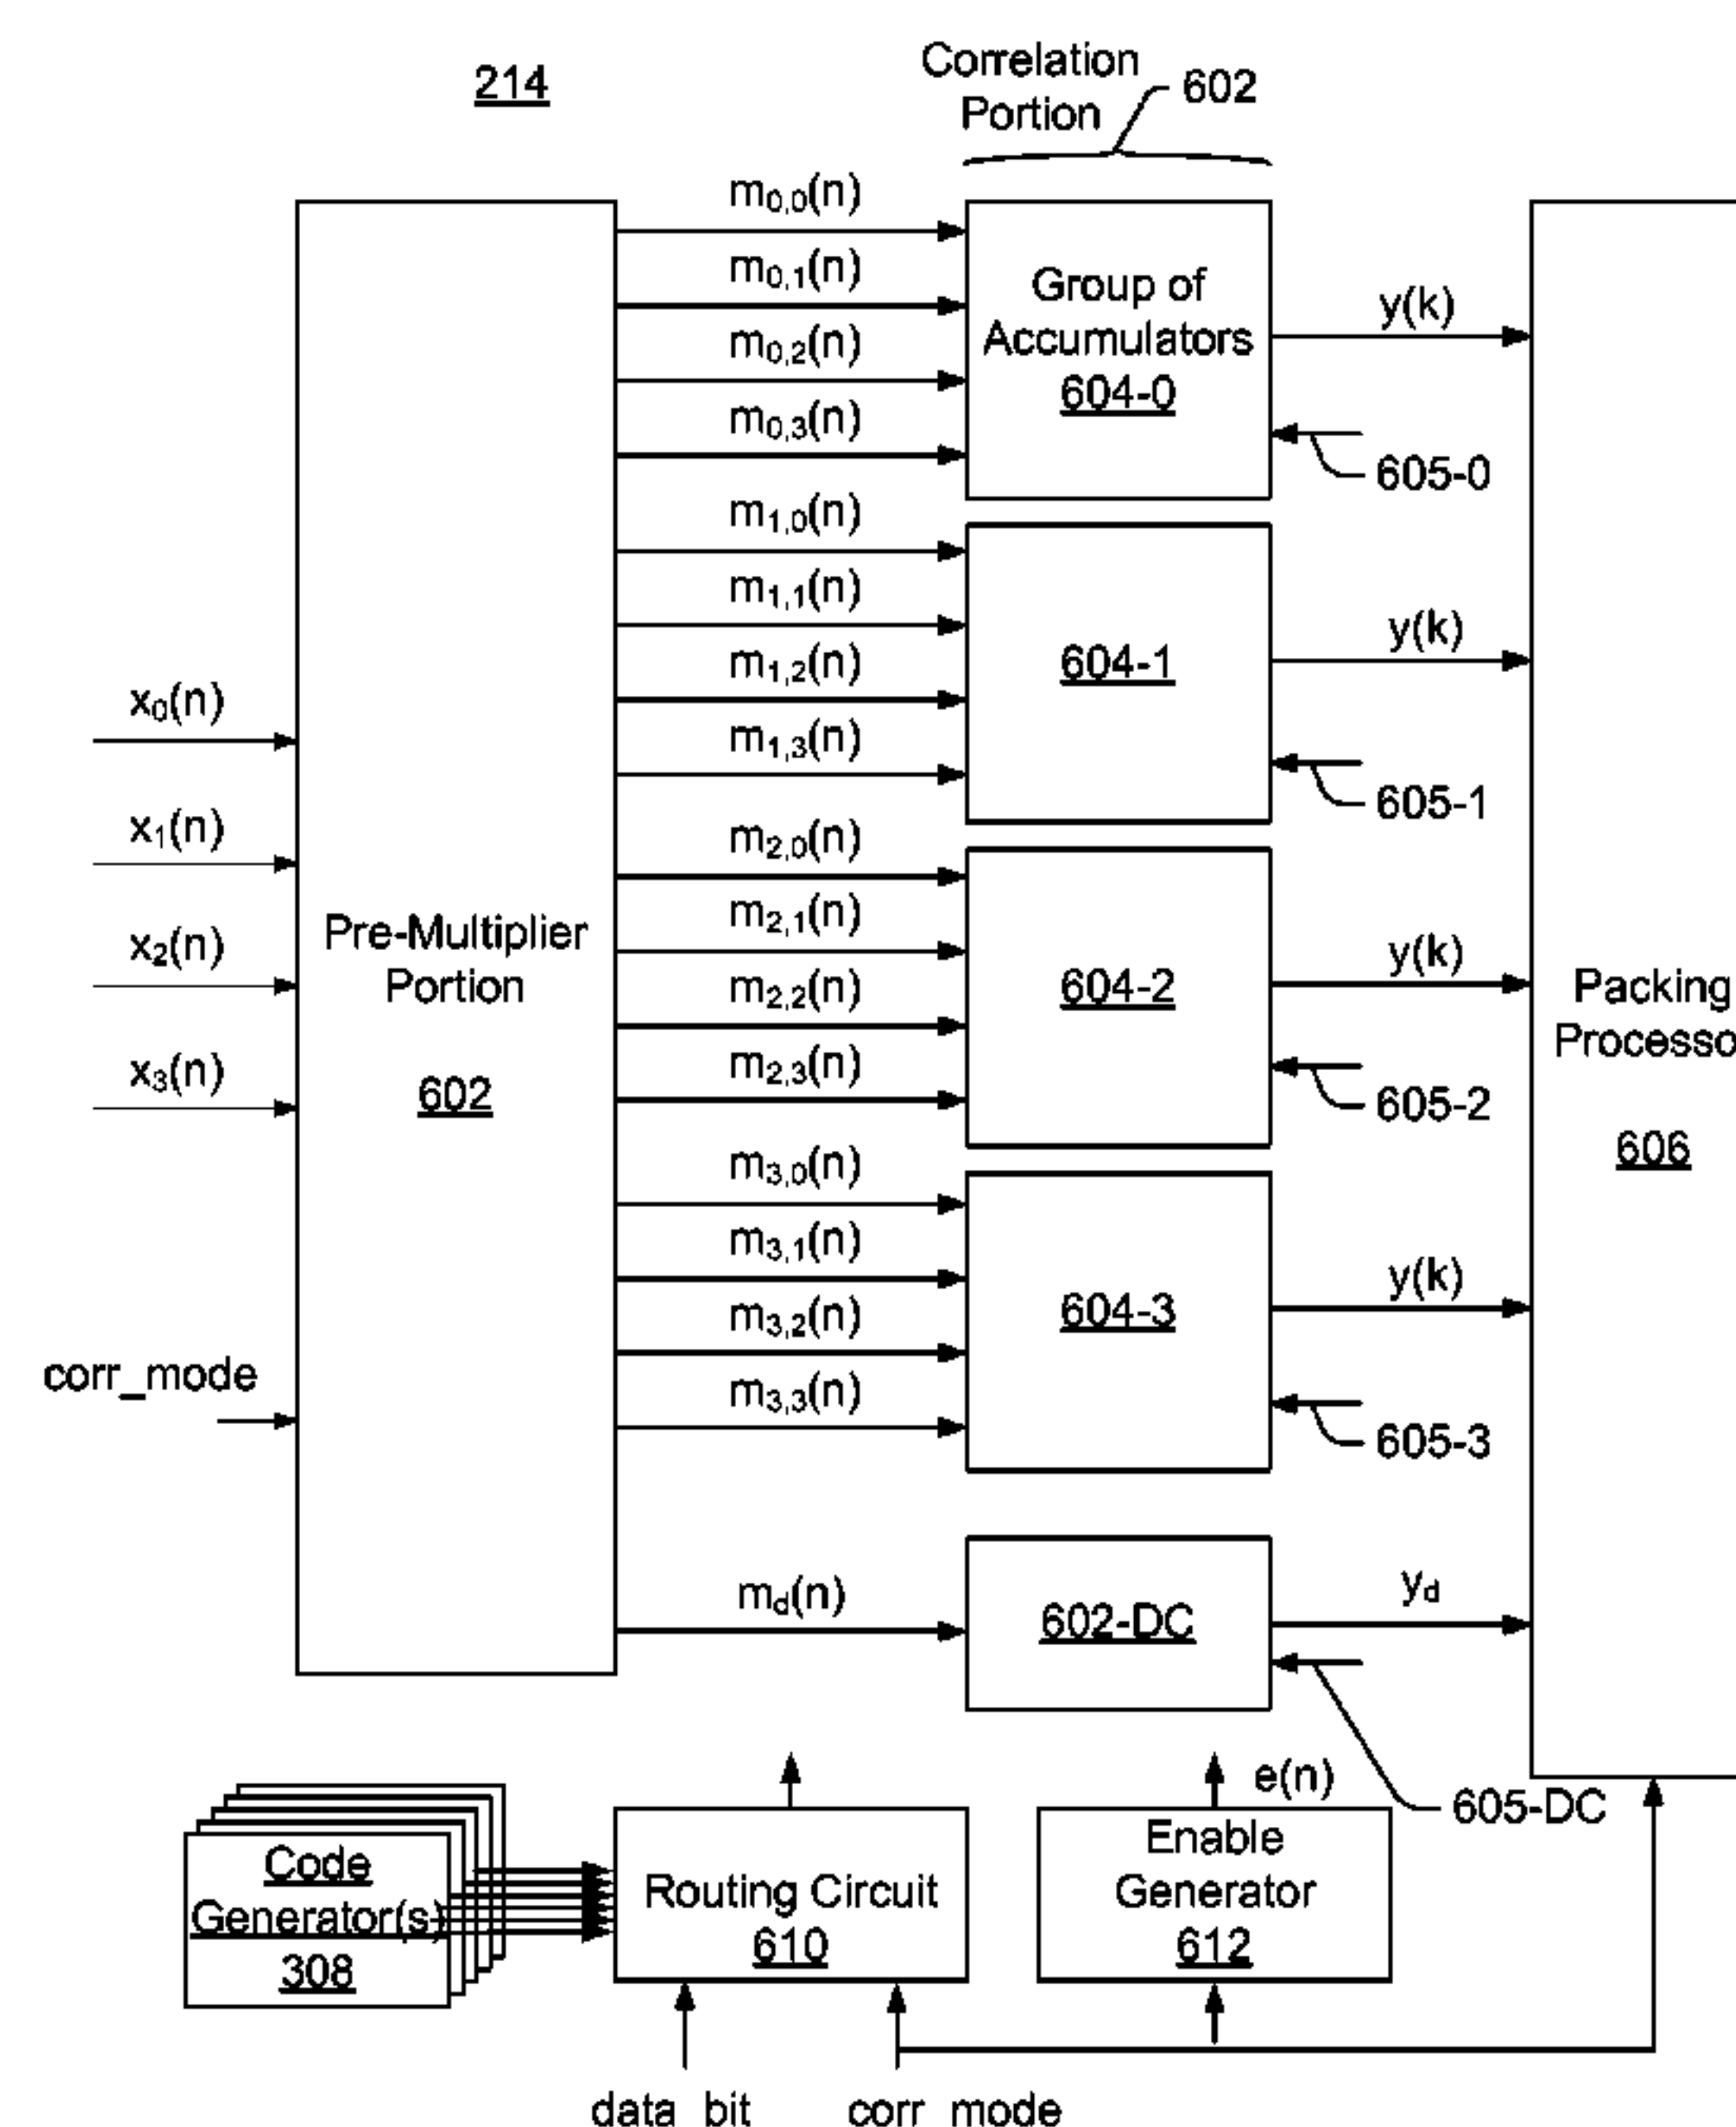 214
Correlation
Portion
602
m0,0(n)
m0,1(n)
m0,2(n)
m0,3(n)
Group of
Accumulators
604-0
y(k)
605-0
m1,0(n)
m1,1(n)
m1,2(n)
m1,3(n)
604-1
y(k)
605-1
x0(n)
x1(n)
x2(n)
x3(n)
Pre-Multiplier
Portion
602
m2,0(n)
m2,1(n)
m2,2(n)
m2,3(n)
604-2
y(k)
605-2
Packing
Processo
606
m3,0(n)
m3,1(n)
m3,2(n)
m3,3(n)
604-3
y(k)
605-3
corr_mode
md(n)
602-DC
yd
605-DC
e(n)
Code
Generator(s)
308
Routing Circuit
610
Enable
Generator
612
data_bit
corr_mode